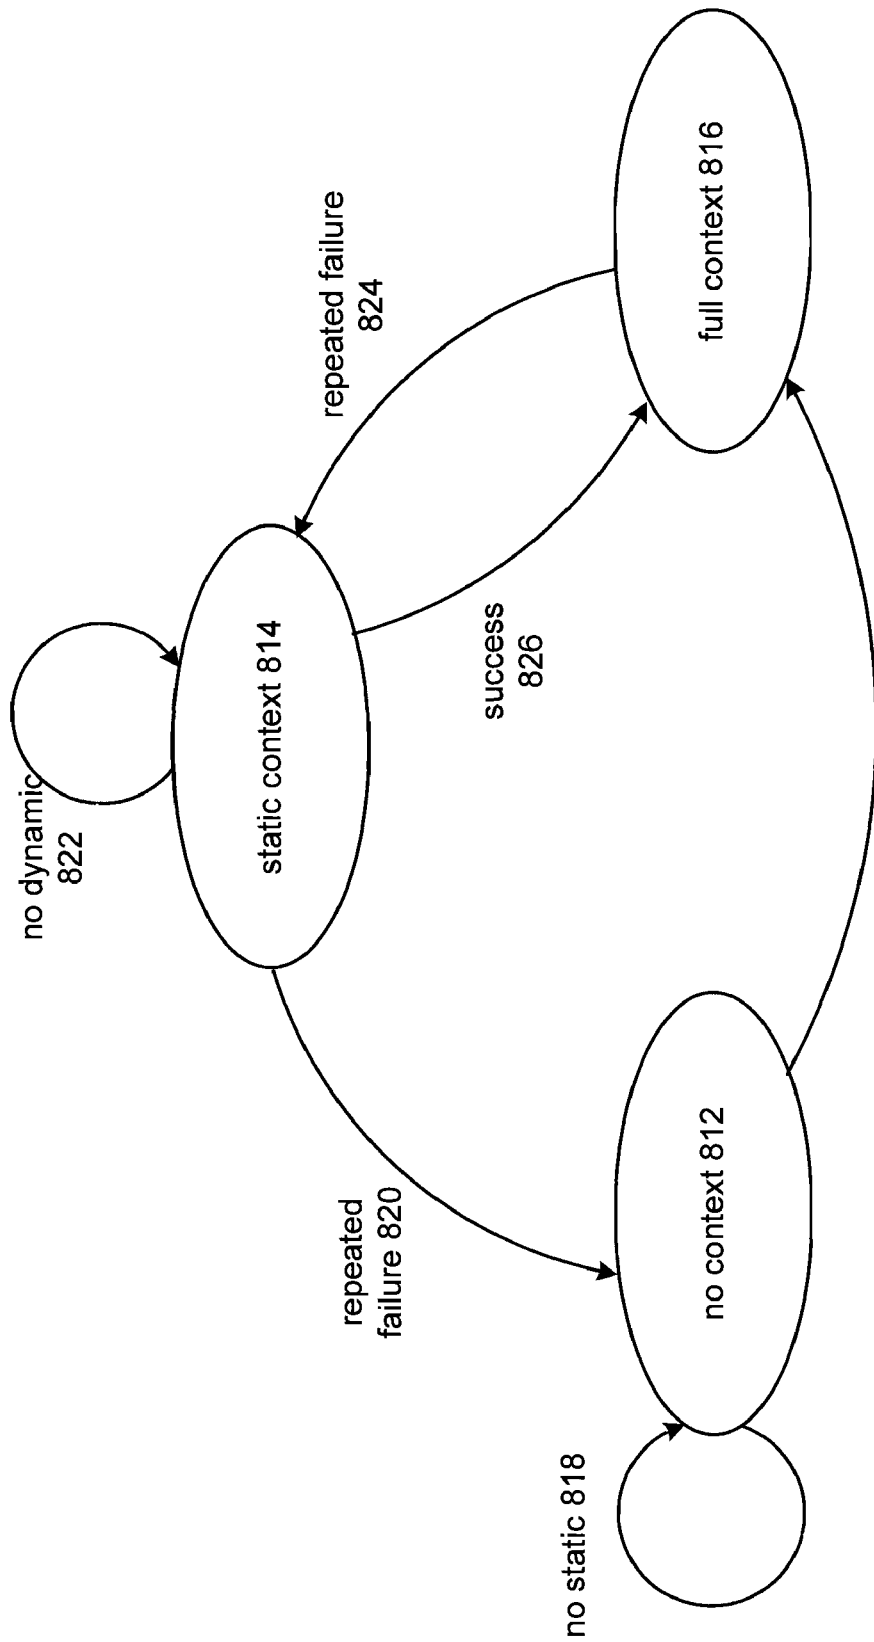 no dynamic
822
static context 814
repeated failure
824
success
826
repeated
failure 820
full context 816
no context 812
no static 818